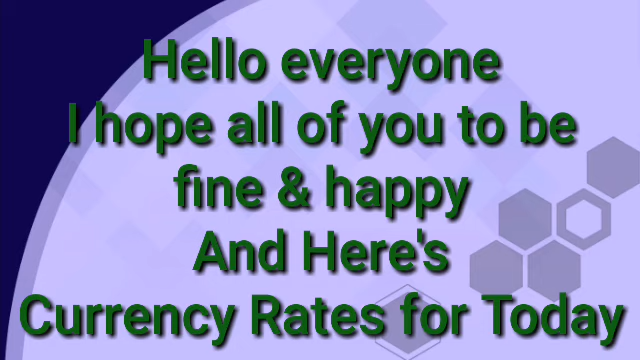 Hello everyone
I hope all of you to be
fine & happy
And Here's
Currency Rates for Today